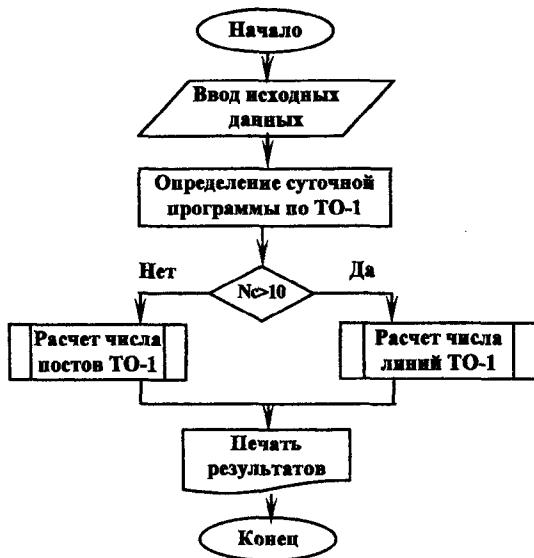 Начало
Ввод исходных
данных
Определение суточной
программы по ТО-1
Нет
Да
Nc>10
Расчет числа
постов ТО-1
Расчет числа
линий ТО-1
Печать
результатов
Конец